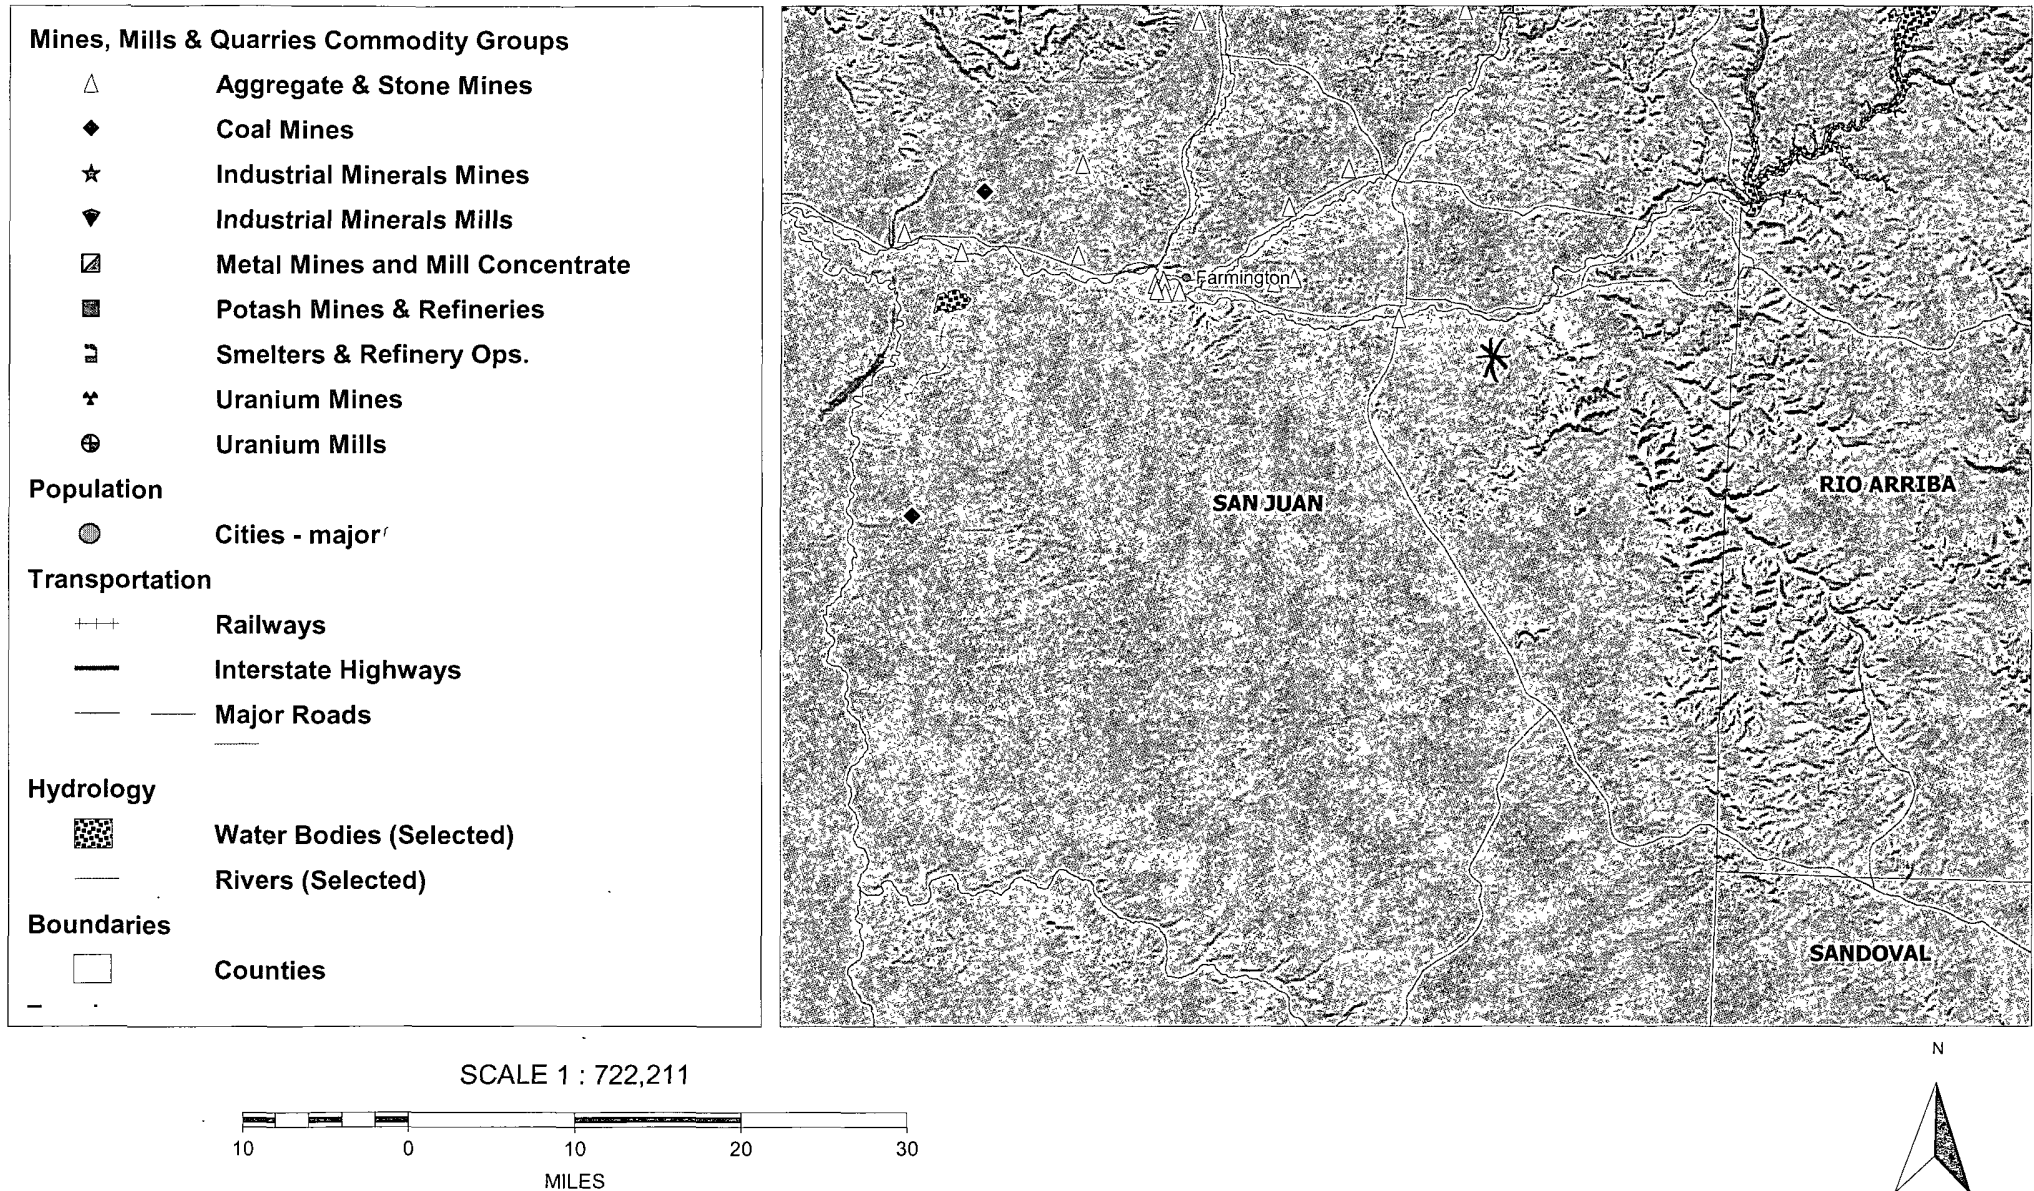 Mines, Mills & Quarries Commodity Groups
Aggregate & Stone Mines
Coal Mines
Industrial Minerals Mines
Industrial Minerals Mills
Metal Mines and Mill Concentrate
Potash Mines & Refineries
Smelters & Refinery Ops.
Uranium Mines
Uranium Mills
Population
Cities - major
Transportation
Railways
Interstate Highways
Major Roads
Hydrology
Water Bodies (Selected)
Rivers (Selected)
Boundaries
Counties
Farmington
SAN JUAN
RIO ARRIBA
SANDOVAL
SCALE 1 : 722,211
10 0 10 20 30
MILES
N